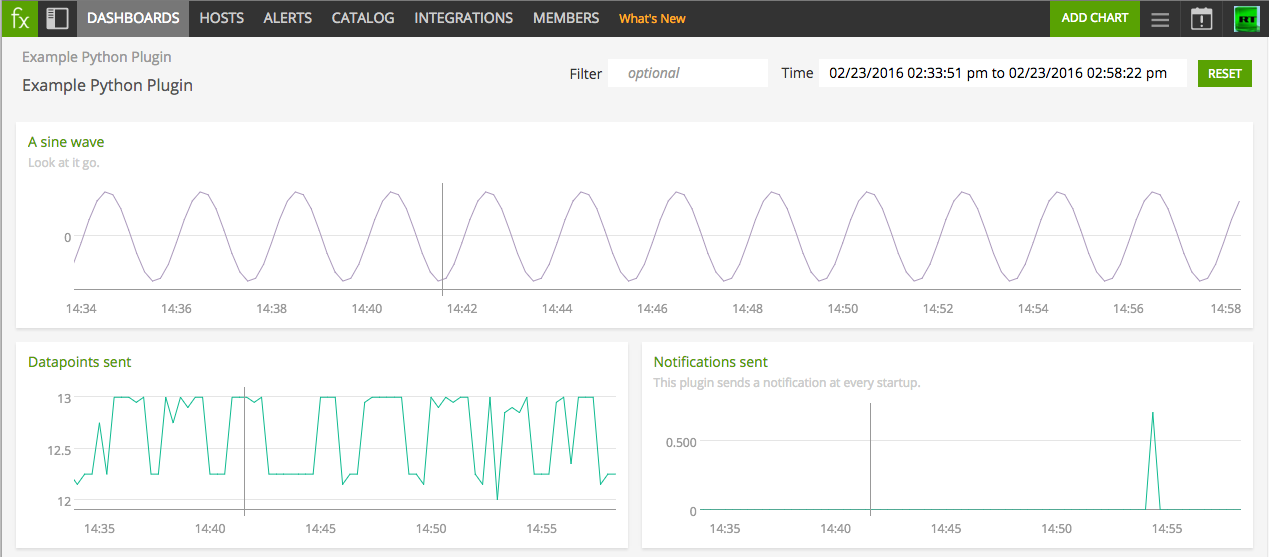 fx DASHBOARDS HOSTS ALERTS CATALOG INTEGRATIONS MEMBERS What's New ADD CHART RT
Example Python Plugin
Example Python Plugin
Filter optional Time 02/23/2016 02:33:51 pm to 02/23/2016 02:58:22 pm RESET
A sine wave
Look at it go.
0
14:34 14:36 14:38 14:40 14:42 14:44 14:46 14:48 14:50 14:52 14:54 14:56 14:58
Datapoints sent
13
12.5
12
14:35 14:40 14:45 14:50 14:55
Notifications sent
This plugin sends a notification at every startup.
0.500
0
14:35 14:40 14:45 14:50 14:55